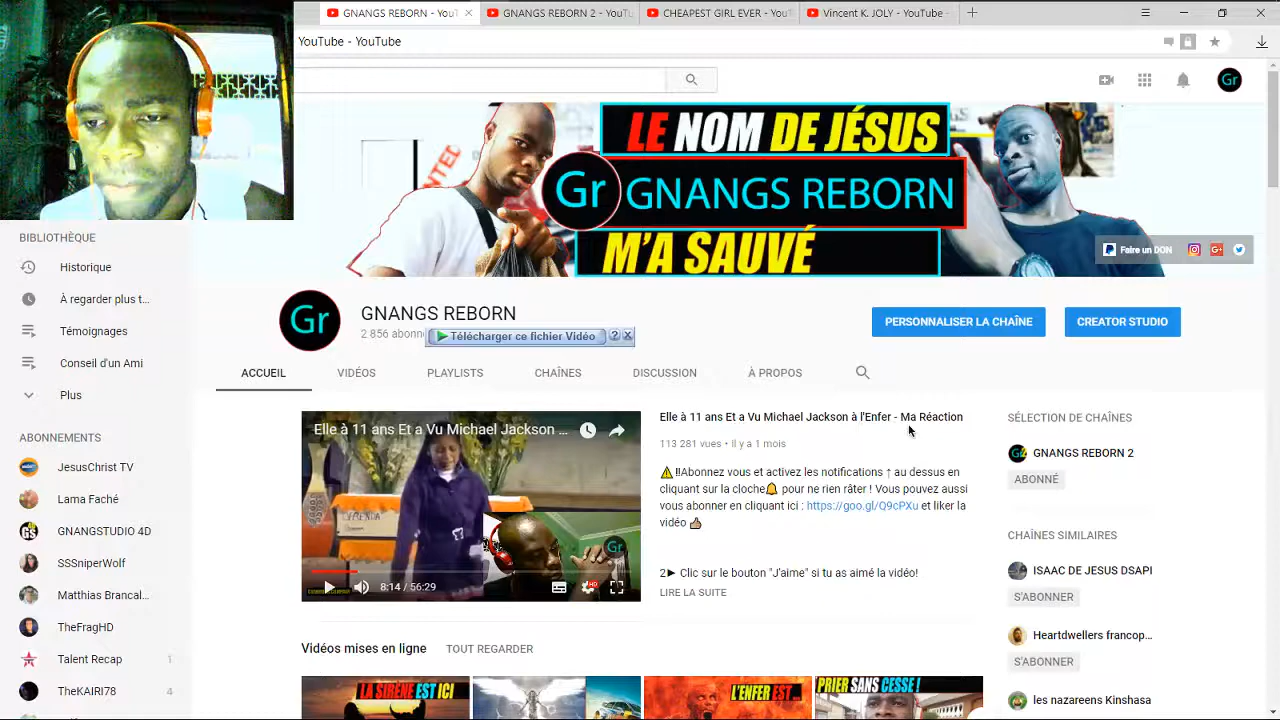 GNANGS REBORN - YouT
GNANGS REBORN 2 - YouTu
CHEAPEST GIRL EVER - YouT
Vincent F. JOLY - YouTube
YouTube - YouTube
Gr
LE NOM DE JÉSUS
Gr GNANGS REBORN
M'A SAUVÉ
Faire un DON
BIBLIOTHÈQUE
Historique
À regarder plus t...
Témoignages
Conseil d'un Ami
Plus
ABONNEMENTS
JesusChrist TV
Lama Faché
GNANGSTUDIO 4D
SSSniperWolf
Matthias Brancal...
TheFragHD
Talent Recap 1
TheKAIRI78 4
Gr
GNANGS REBORN
2.856 abonn
Télécharger ce fichier Vidéo ? X
PERSONNALISER LA CHAÎNE
CREATOR STUDIO
ACCUEIL VIDÉOS PLAYLISTS CHAÎNES DISCUSSION À PROPOS
Elle à 11 ans Et a Vu Michael Jackson ...
Gr
8:14 / 56:29
HD
Elle à 11 ans Et a Vu Michael Jackson à l'Enfer - Ma Réaction
113 281 vues • Il y a 1 mois
⚠️!!Abonnez vous et activez les notifications ↑ au dessus en
cliquant sur la cloche🔔 pour ne rien râter ! Vous pouvez aussi
vous abonner en cliquant ici : https://goo.gl/Q9cPXu et liker la
vidéo 👍
2► Clic sur le bouton "J'aime" si tu as aimé la vidéo!
LIRE LA SUITE
SÉLECTION DE CHAÎNES
GNANGS REBORN 2
ABONNÉ
CHAÎNES SIMILAIRES
ISAAC DE JESUS DSAPI
S'ABONNER
Heartdwellers francop...
S'ABONNER
les nazareens Kinshasa
Vidéos mises en ligne TOUT REGARDER
LA SIRÈNE EST ICI
L'ENFER EST...
PRIER SANS CESSE !